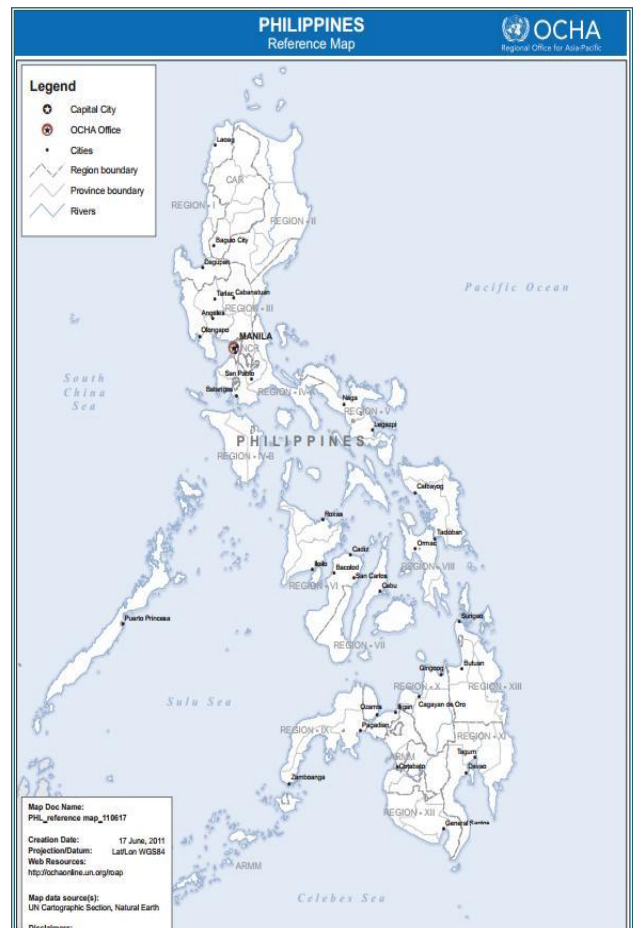 PHILIPPINES
Reference Map
OCHA
Regional Office for Asia-Pacific
Legend
Capital City
OCHA Office
Cities
Region boundary
Province boundary
Rivers
Laoag
CAR
REGION - I
REGION - II
Baguio City
Dagupan
Pacific Ocean
Tarlac
Cabanatuan
Angeles
REGION - III
Olongapo
MANILA
NCR
South
China
Sea
San Pablo
Batangas
REGION - IV-A
Naga
REGION - V
Legazpi
PHILIPPINES
REGION - IV-B
Calbayog
Roxas
Tacloban
Ormac
Cadiz
Iloilo
Bacolod
San Carlos
REGION - VIII
REGION - VI
Cebu
Puerto Princesa
Surigao
REGION - VII
Butuan
Gingoog
REGION - X
REGION - XIII
Sulu Sea
Cagayan de Oro
Ozamis
Iligan
REGION - IX
Pagadian
REGION - XI
Tagum
ARMM
Cotabato
Davao
Zamboanga
REGION - XII
General Santos
ARMM
Celebes Sea
Map Doc Name:
PHL_reference map_110617
Creation Date: 17 June, 2011
Projection/Datum: Lat/Lon WGS84
Web Resources:
http://ochaonline.un.org/roap
Map data source(s):
UN Cartographic Section, Natural Earth
Disclaimers: